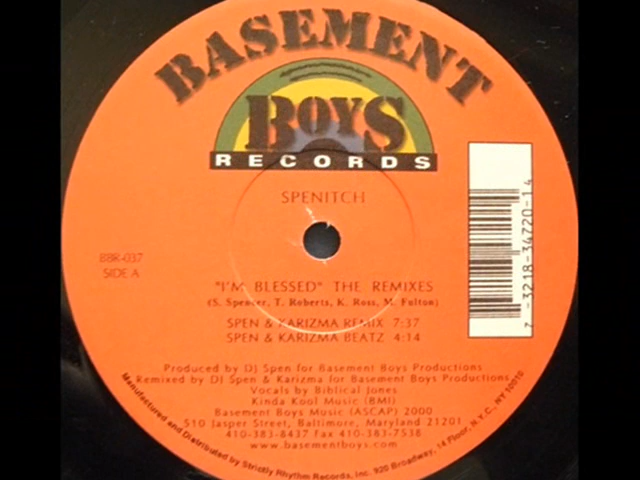 BASEMENT
BOYS
RECORDS
SPENITCH
BBR-037
SIDE A
"I'M BLESSED" THE REMIXES
(S. Spencer, T. Roberts, K. Ross, M. Fulton)
SPEN & KARIZMA REMIX 7:37
SPEN & KARIZMA BEATZ 4:14
Produced by DJ Spen for Basement Boys Productions
Remixed by DJ Spen & Karizma for Basement Boys Productions
Vocals by Biblical Jones
Kinda Kool Music (BMI)
Basement Boys Music (ASCAP) 2000
510 Jasper Street, Baltimore, Maryland 21201
410-383-8437 Fax 410-383-7538
www.basementboys.com
Manufactured and Distributed by Strictly Rhythm Records, Inc. 920 Broadway, 14 Floor, N.Y.C., NY 10010
7 -3218-34720-1 4